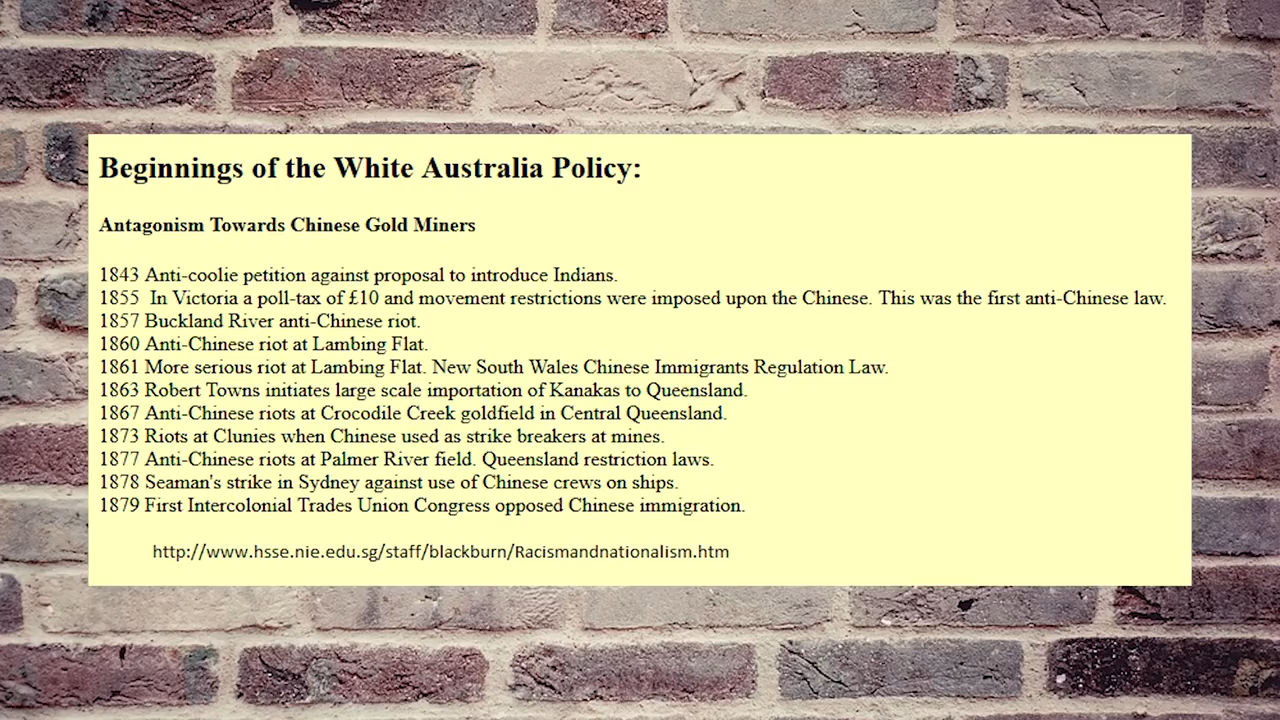 Beginnings of the White Australia Policy:
Antagonism Towards Chinese Gold Miners
1843 Anti-coolie petition against proposal to introduce Indians.
1855  In Victoria a poll-tax of £10 and movement restrictions were imposed upon the Chinese. This was the first anti-Chinese law.
1857 Buckland River anti-Chinese riot.
1860 Anti-Chinese riot at Lambing Flat.
1861 More serious riot at Lambing Flat. New South Wales Chinese Immigrants Regulation Law.
1863 Robert Towns initiates large scale importation of Kanakas to Queensland.
1867 Anti-Chinese riots at Crocodile Creek goldfield in Central Queensland.
1873 Riots at Clunies when Chinese used as strike breakers at mines.
1877 Anti-Chinese riots at Palmer River field. Queensland restriction laws.
1878 Seaman's strike in Sydney against use of Chinese crews on ships.
1879 First Intercolonial Trades Union Congress opposed Chinese immigration.
http://www.hsse.nie.edu.sg/staff/blackburn/Racismandnationalism.htm